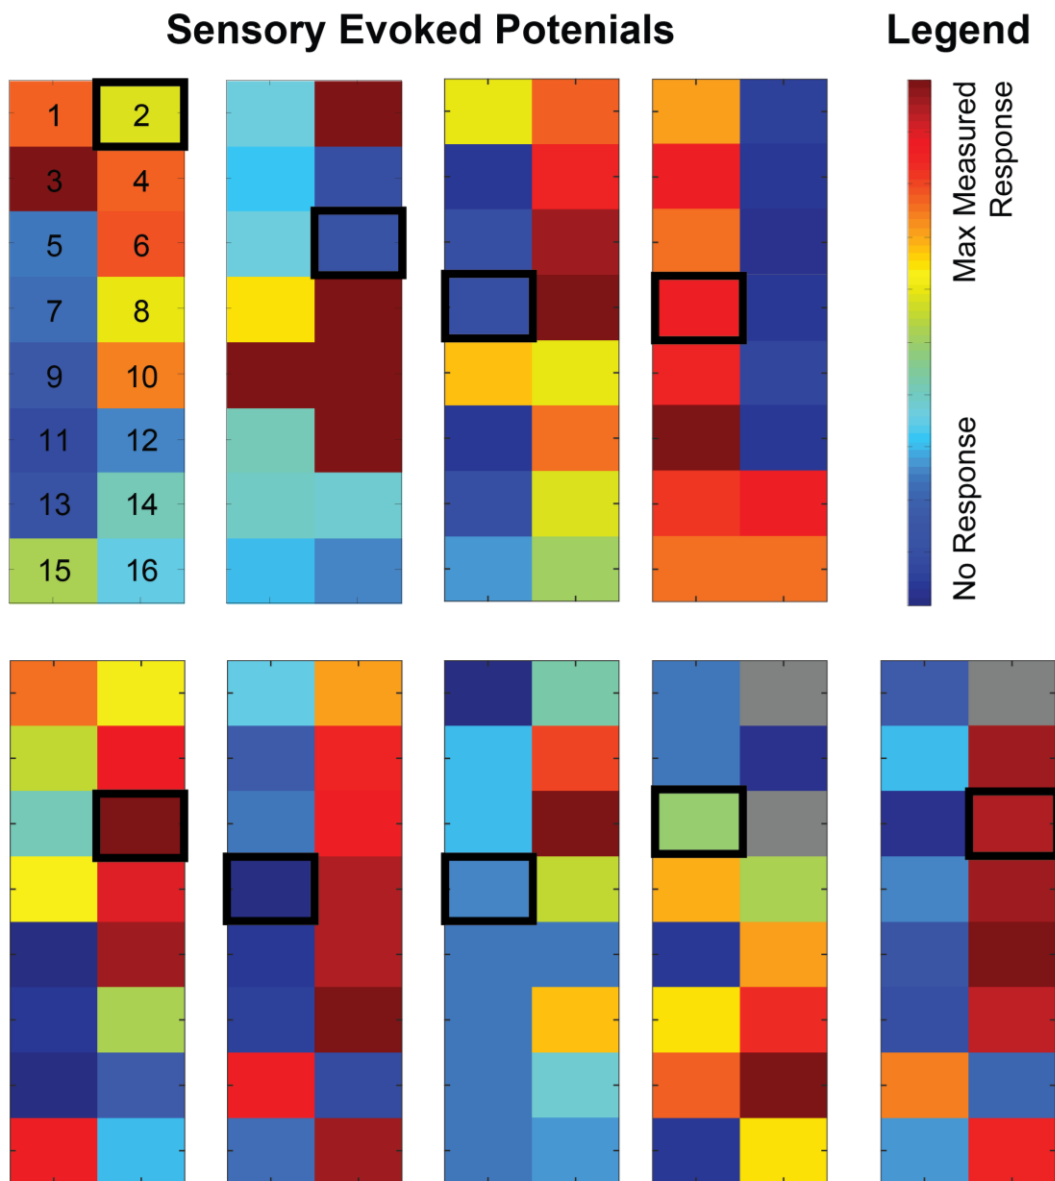 Sensory Evoked Potenials
Legend
1 2
3 4
5 6
7 8
9 10
11 12
13 14
15 16
Max Measured
Response
No Response